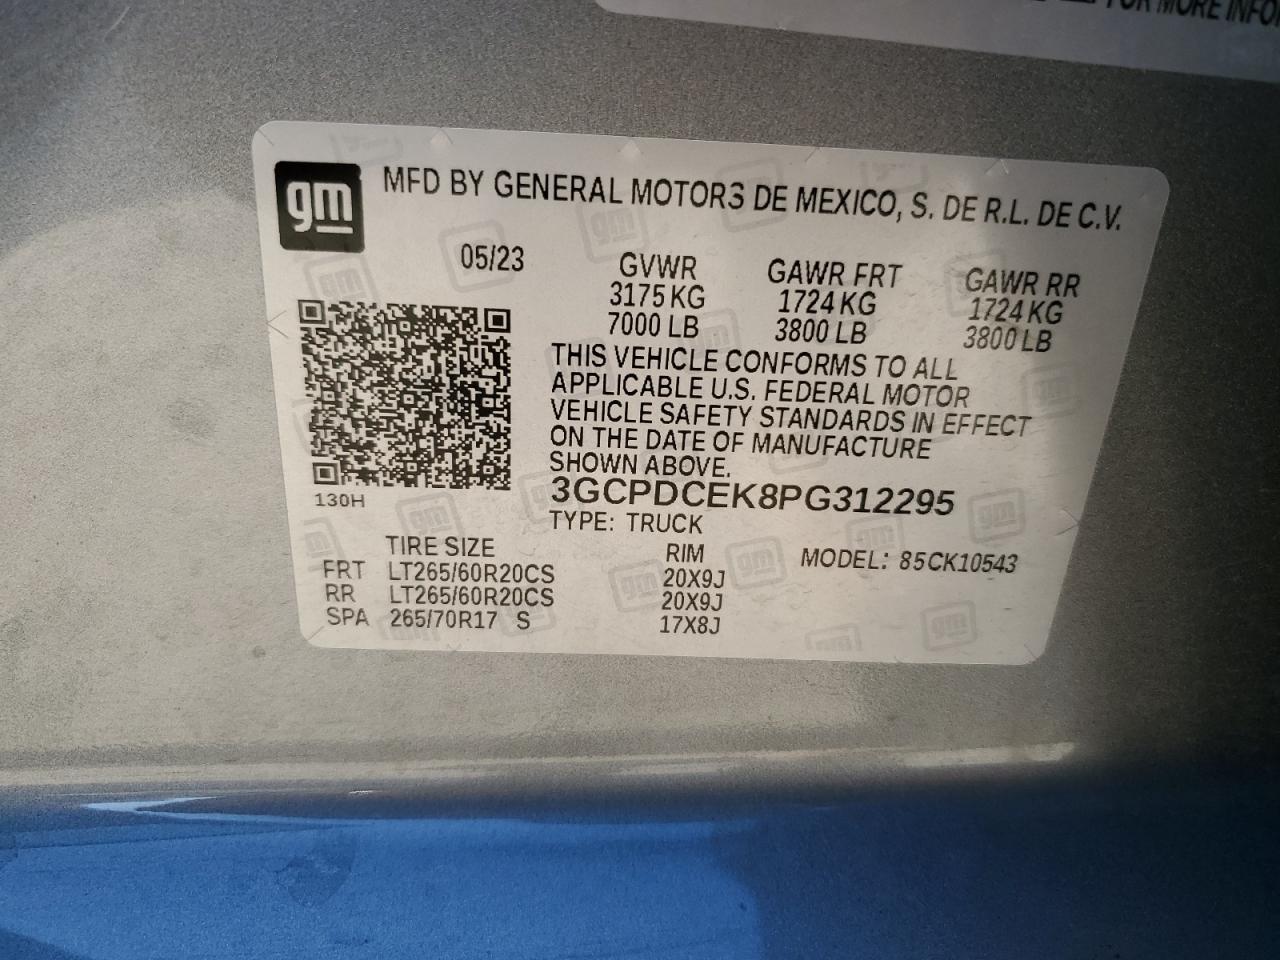 FOR MORE INFO
gm
MFD BY GENERAL MOTORS DE MEXICO, S. DE R.L. DE C.V.
05/23
GVWR GAWR FRT GAWR RR
3175 KG 1724 KG 1724 KG
7000 LB 3800 LB 3800 LB
THIS VEHICLE CONFORMS TO ALL
APPLICABLE U.S. FEDERAL MOTOR
VEHICLE SAFETY STANDARDS IN EFFECT
ON THE DATE OF MANUFACTURE
SHOWN ABOVE.
130H
3GCPDCEK8PG312295
TYPE: TRUCK
TIRE SIZE RIM MODEL: 85CK10543
FRT LT265/60R20CS 20X9J
RR LT265/60R20CS 20X9J
SPA 265/70R17 S 17X8J